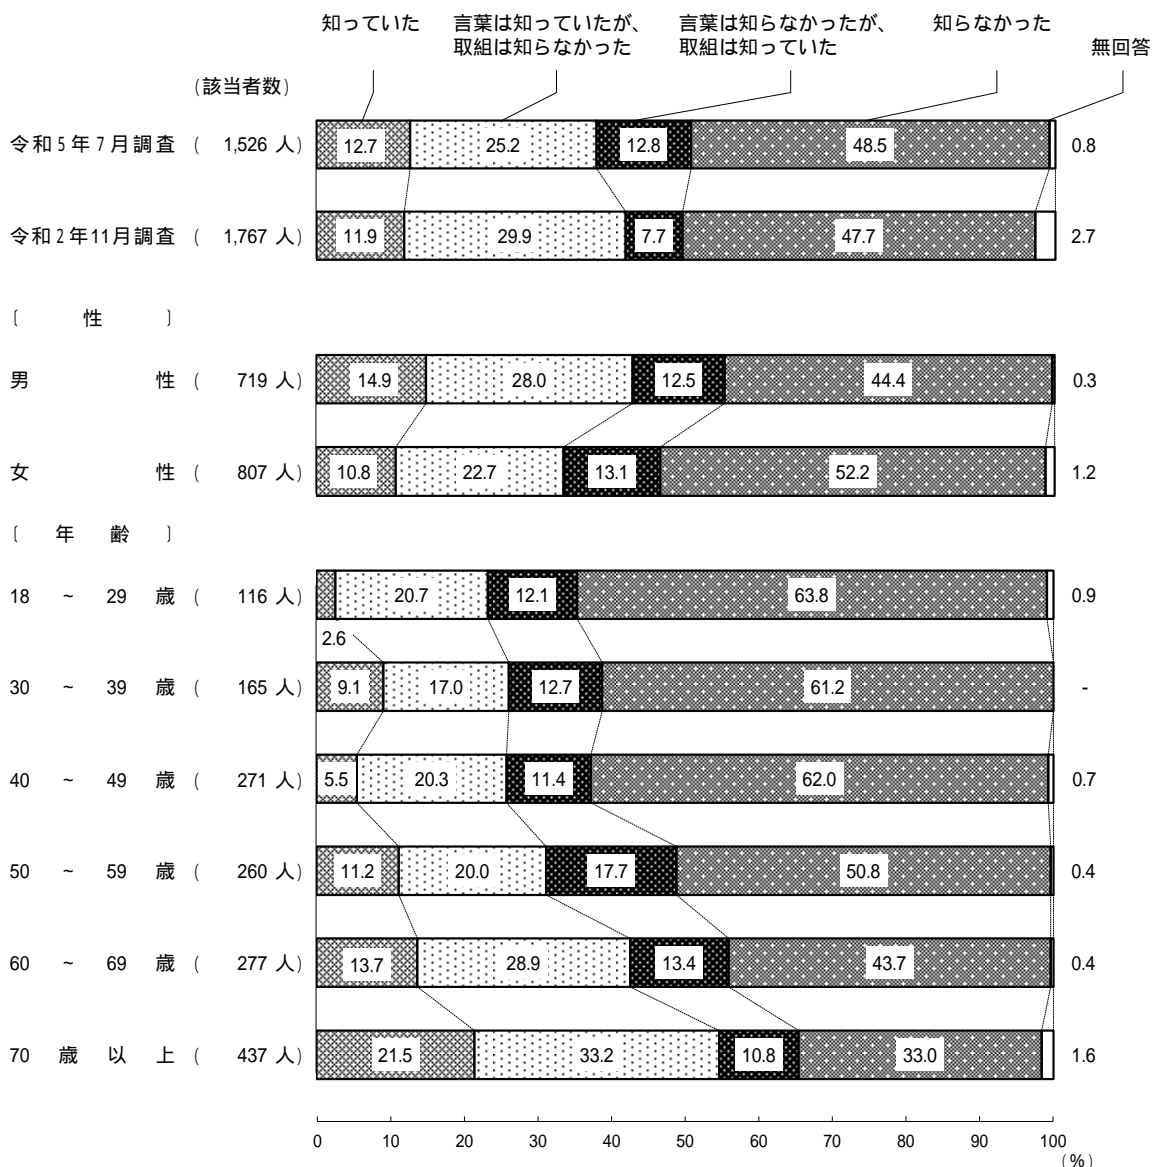 知っていた 言葉は知っていたが、 言葉は知らなかったが、 知らなかった
取組は知らなかった 取組は知っていた 無回答
(該当者数)
令和5年7月調査 ( 1,526 人) 12.7 25.2 12.8 48.5 0.8
令和2年11月調査 ( 1,767 人) 11.9 29.9 7.7 47.7 2.7
〔 性 〕
男 性 ( 719 人) 14.9 28.0 12.5 44.4 0.3
女 性 ( 807 人) 10.8 22.7 13.1 52.2 1.2
〔 年 齢 〕
18 ~ 29 歳 ( 116 人) 20.7 12.1 63.8 0.9
2.6
30 ~ 39 歳 ( 165 人) 9.1 17.0 12.7 61.2 -
40 ~ 49 歳 ( 271 人) 5.5 20.3 11.4 62.0 0.7
50 ~ 59 歳 ( 260 人) 11.2 20.0 17.7 50.8 0.4
60 ~ 69 歳 ( 277 人) 13.7 28.9 13.4 43.7 0.4
70 歳 以 上 ( 437 人) 21.5 33.2 10.8 33.0 1.6
0 10 20 30 40 50 60 70 80 90 100
(%)